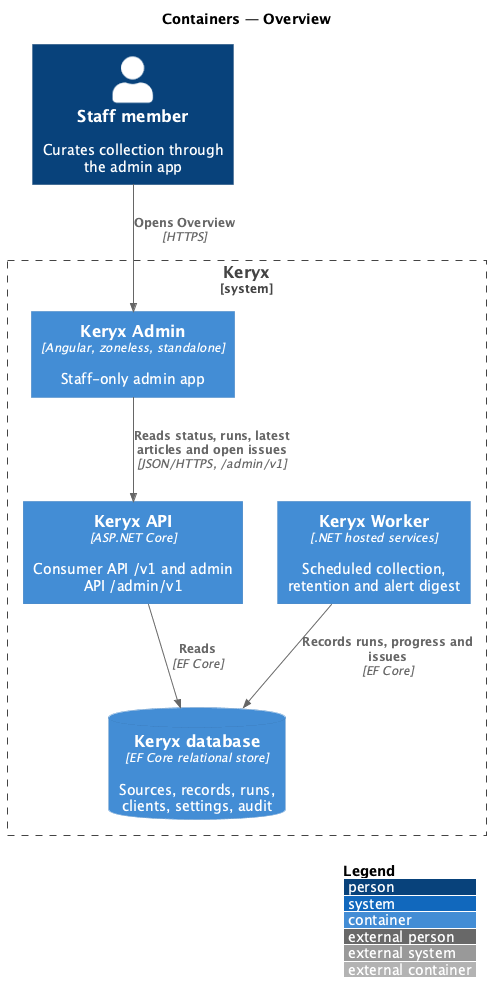 Containers — Overview
Staff member
Curates collection through
the admin app
Opens Overview
[HTTPS]
Keryx
[system]
Keryx Admin
[Angular, zoneless, standalone]
Staff-only admin app
Reads status, runs, latest
articles and open issues
[JSON/HTTPS, /admin/v1]
Keryx API
[ASP.NET Core]
Consumer API /v1 and admin
API /admin/v1
Keryx Worker
[.NET hosted services]
Scheduled collection,
retention and alert digest
Reads
[EF Core]
Records runs, progress and
issues
[EF Core]
Keryx database
[EF Core relational store]
Sources, records, runs,
clients, settings, audit
Legend
person
system
container
external person
external system
external container